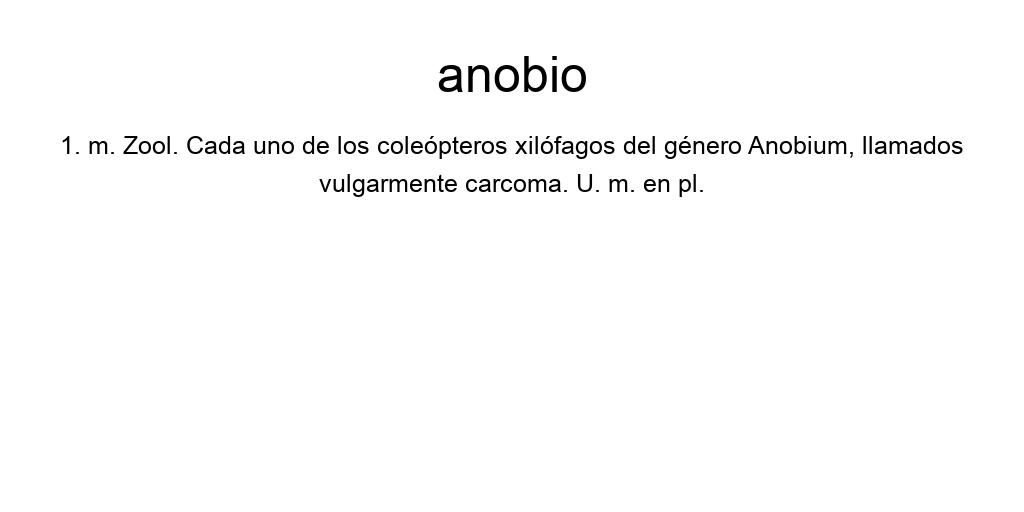 anobio
1. m. Zool. Cada uno de los coleópteros xilófagos del género Anobium, llamados
vulgarmente carcoma. U. m. en pl.